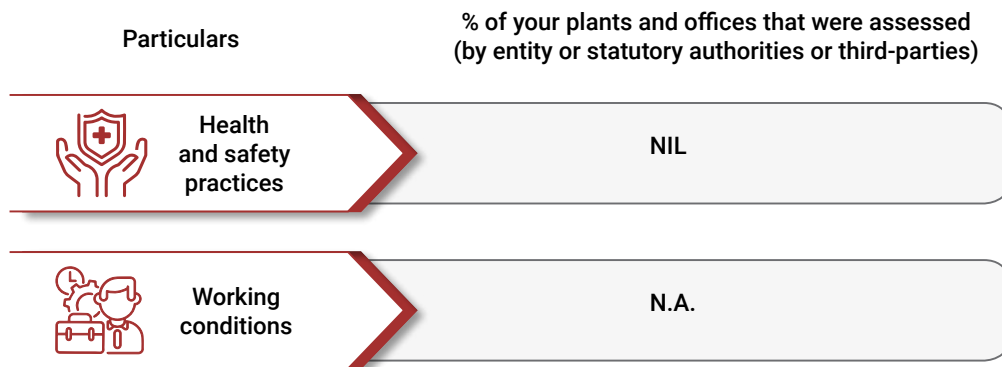 Particulars
% of your plants and offices that were assessed
(by entity or statutory authorities or third-parties)
Health
and safety
practices
NIL
Working
conditions
N.A.